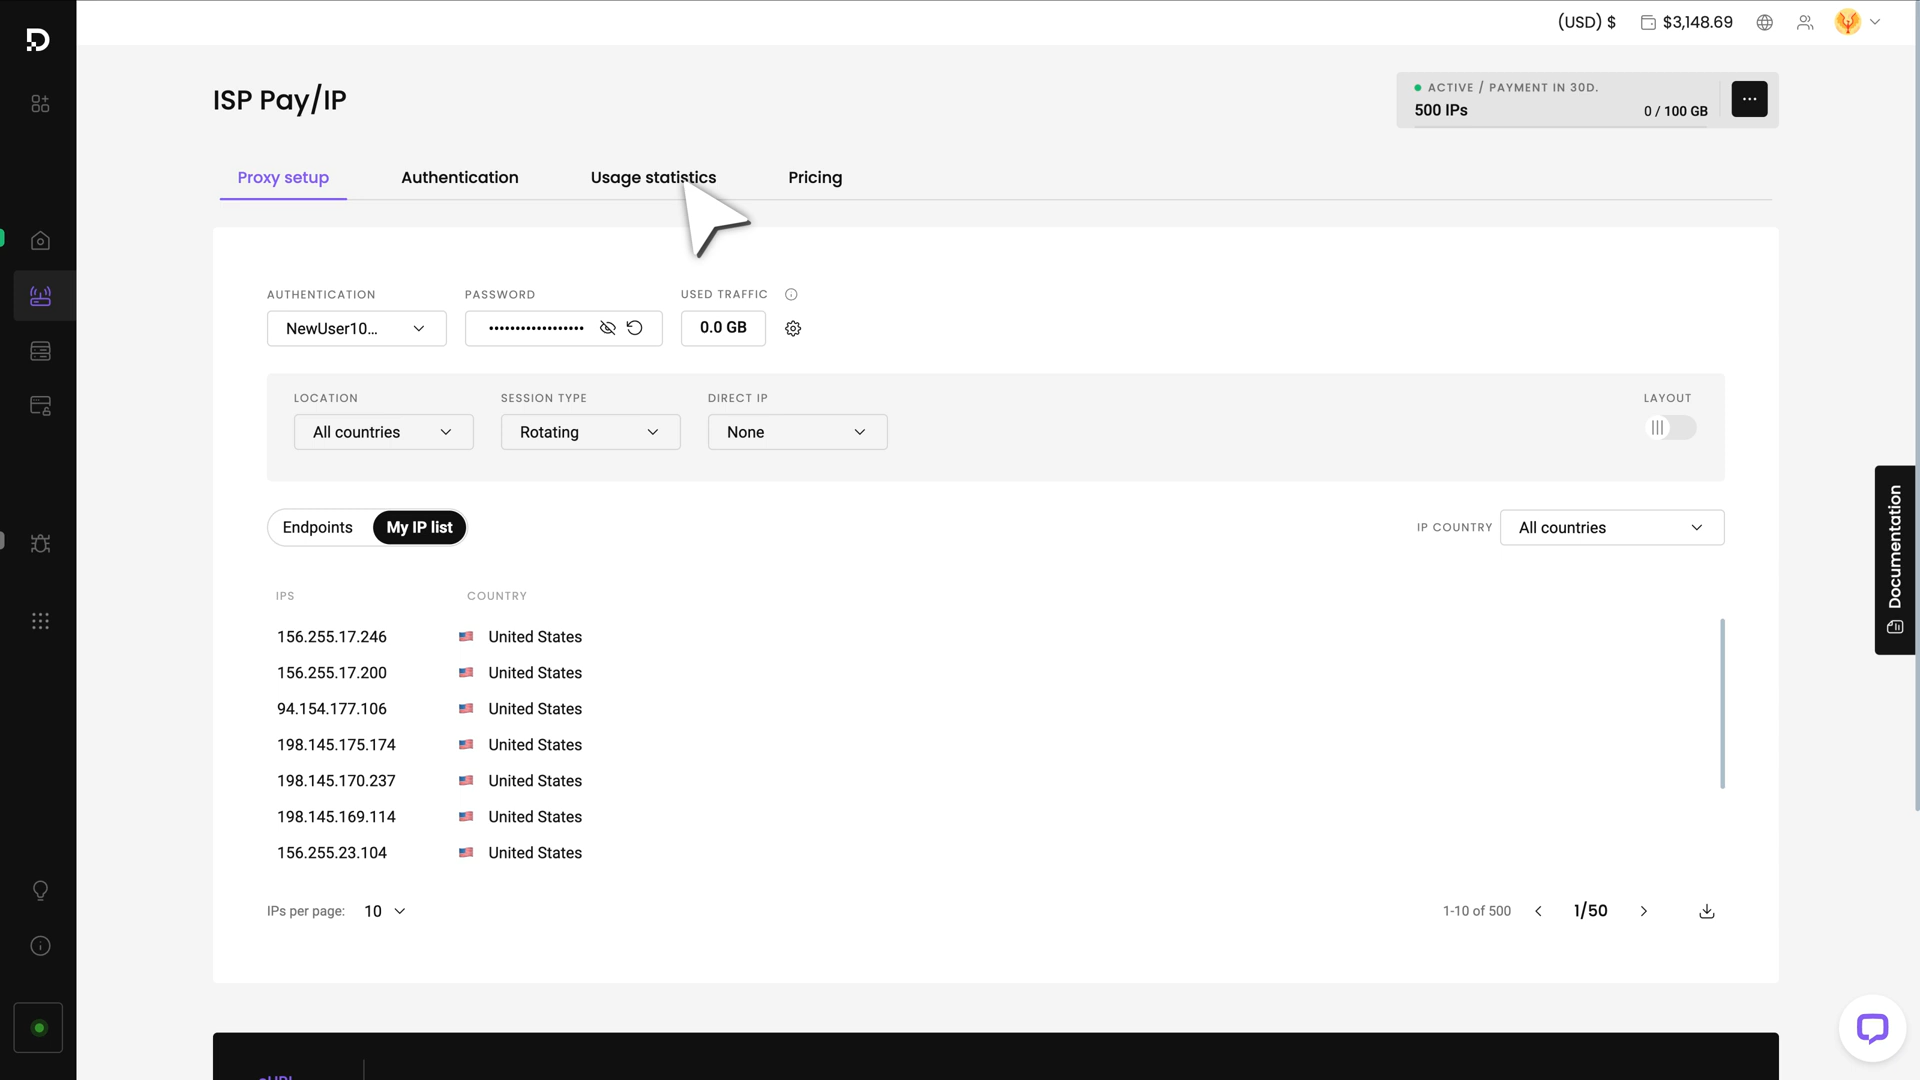 (USD) $
$3,148.69
ISP Pay/IP
ACTIVE / PAYMENT IN 30D.
500 IPs
0 / 100 GB
Proxy setup
Authentication
Usage statistics
Pricing
AUTHENTICATION
PASSWORD
USED TRAFFIC
NewUser10...
••••••••••••••••••
0.0 GB
LOCATION
SESSION TYPE
DIRECT IP
LAYOUT
All countries
Rotating
None
Endpoints
My IP list
IP COUNTRY
All countries
Documentation
IPS
COUNTRY
156.255.17.246
United States
156.255.17.200
United States
94.154.177.106
United States
198.145.175.174
United States
198.145.170.237
United States
198.145.169.114
United States
156.255.23.104
United States
IPs per page:
10
1-10 of 500
1/50